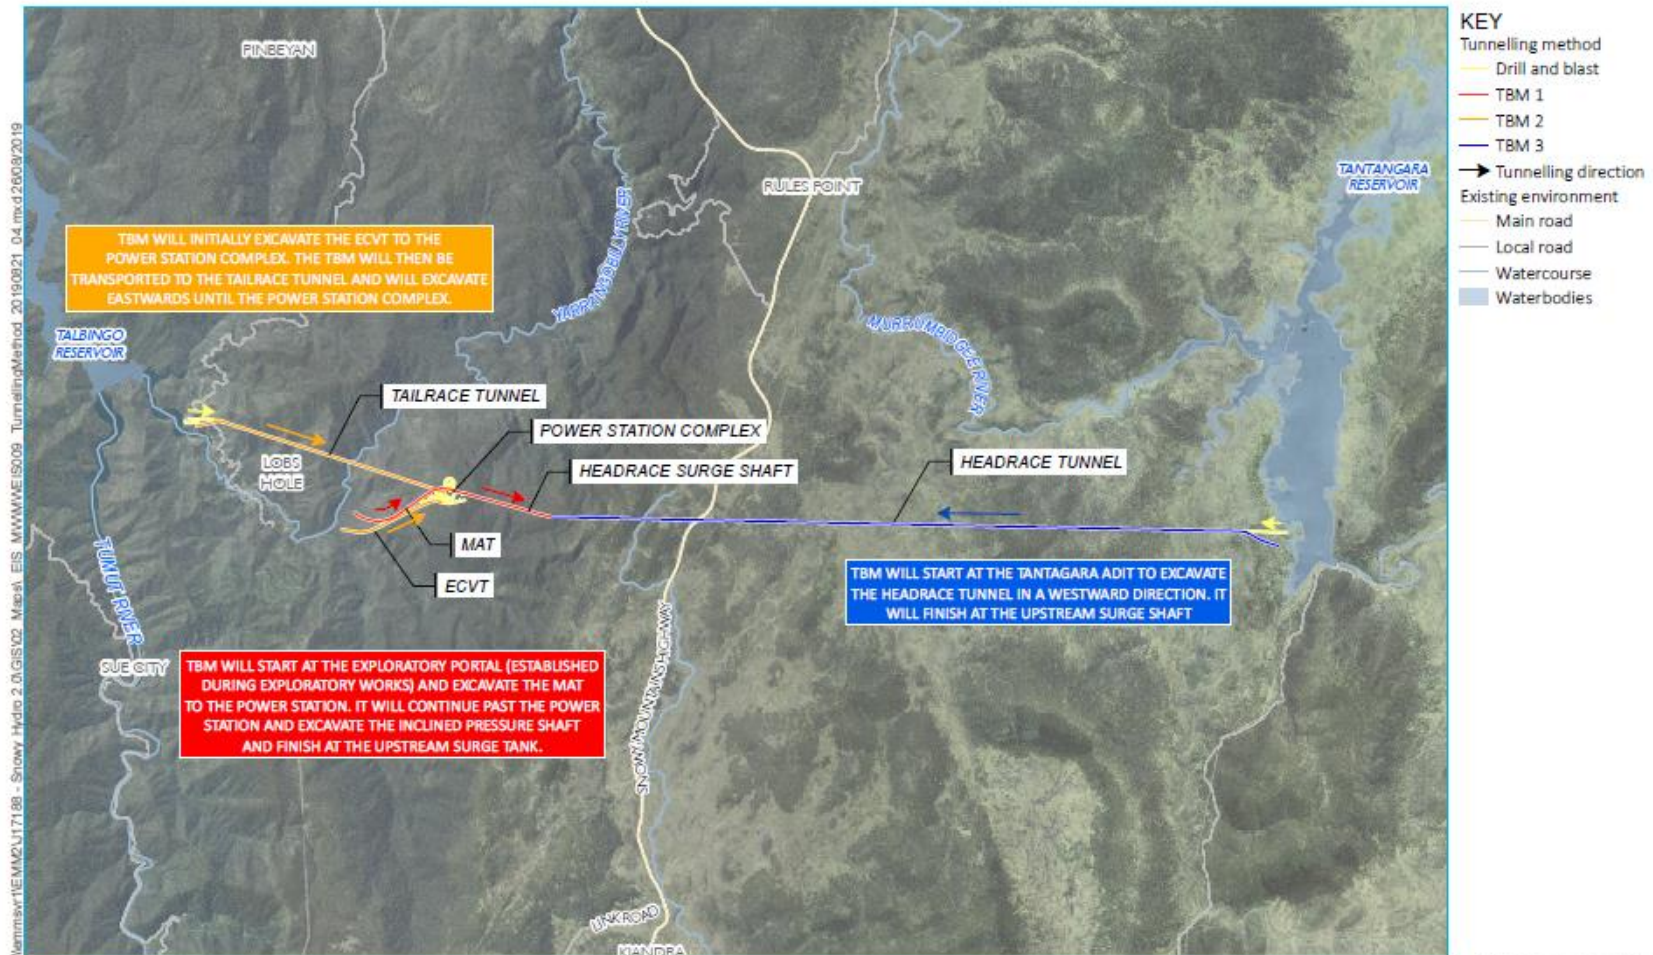 PINBEYAN
RULES POINT
TANTANGARA
RESERVOIR
YARRANGOBILLY RIVER
TBM WILL INITIALLY EXCAVATE THE ECVT TO THE
POWER STATION COMPLEX. THE TBM WILL THEN BE
TRANSPORTED TO THE TAILRACE TUNNEL AND WILL EXCAVATE
EASTWARDS UNTIL THE POWER STATION COMPLEX.
TALBINGO
RESERVOIR
MURRUMBIDGEE RIVER
TAILRACE TUNNEL
POWER STATION COMPLEX
HEADRACE SURGE SHAFT
HEADRACE TUNNEL
LOBS
HOLE
MAT
ECVT
TUMUT RIVER
TBM WILL START AT THE TANTAGARA ADIT TO EXCAVATE
THE HEADRACE TUNNEL IN A WESTWARD DIRECTION. IT
WILL FINISH AT THE UPSTREAM SURGE SHAFT
SUE CITY
TBM WILL START AT THE EXPLORATORY PORTAL (ESTABLISHED
DURING EXPLORATORY WORKS) AND EXCAVATE THE MAT
TO THE POWER STATION. IT WILL CONTINUE PAST THE POWER
STATION AND EXCAVATE THE INCLINED PRESSURE SHAFT
AND FINISH AT THE UPSTREAM SURGE TANK.
SNOWY MOUNTAINS HIGHWAY
LINK ROAD
KIANDRA
KEY
Tunnelling method
Drill and blast
TBM 1
TBM 2
TBM 3
Tunnelling direction
Existing environment
Main road
Local road
Watercourse
Waterbodies